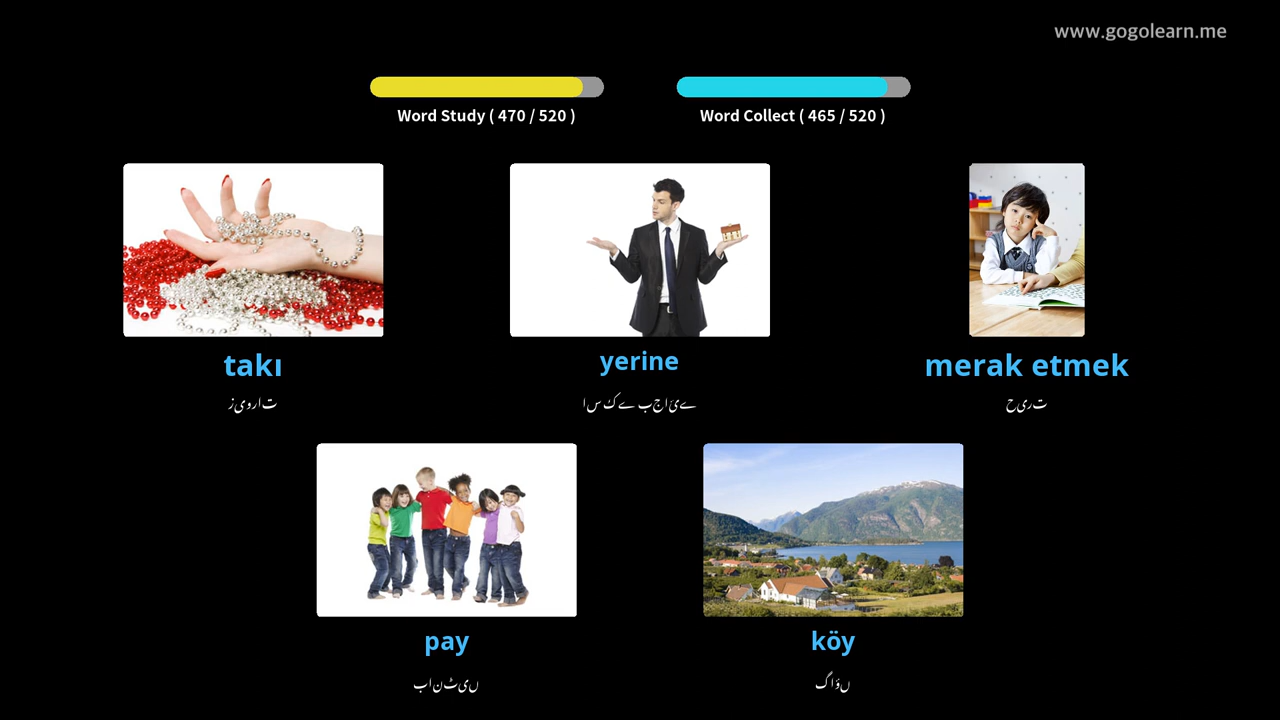 www.gogolearn.me
Word Study ( 470 / 520 )
Word Collect ( 465 / 520 )
takı
yerine
merak etmek
زیورات
اس کے بجائے
حیرت
pay
köy
بانٹیں
گاؤں